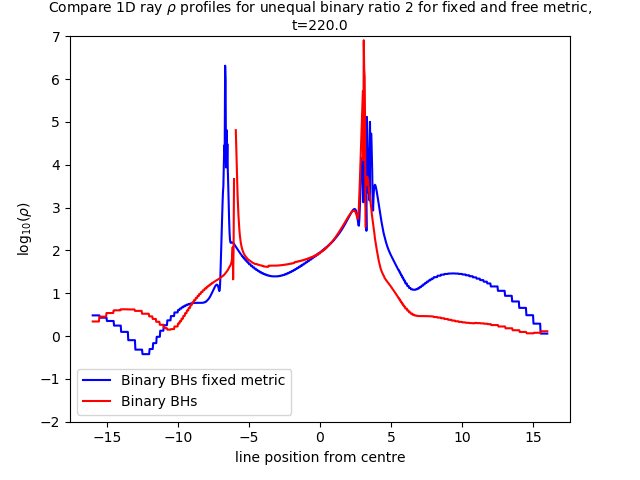 Compare 1D ray ρ profiles for unequal binary ratio 2 for fixed and free metric,
t=220.0
7
6
5
4
3
2
1
0
−1
−2
log₁₀(ρ)
Binary BHs fixed metric
Binary BHs
−15 −10 −5 0 5 10 15
line position from centre